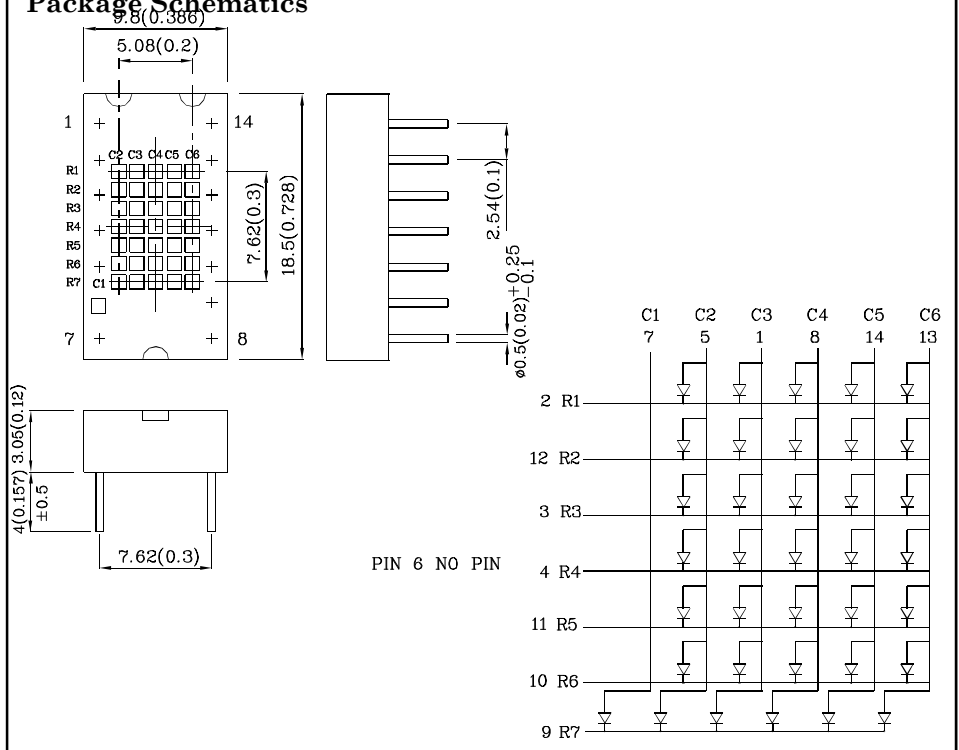 Package Schematics
9.8(0.386)
5.08(0.2)
1
14
C2 C3 C4 C5 C6
R1
R2
R3
R4
R5
R6
R7
C1
7
8
7.62(0.3)
18.5(0.728)
2.54(0.1)
ø0.5(0.02)+0.25
−0.1
3.05(0.12)
4(0.157)
±0.5
7.62(0.3)
PIN 6 NO PIN
C1 C2 C3 C4 C5 C6
7 5 1 8 14 13
2 R1
12 R2
3 R3
4 R4
11 R5
10 R6
9 R7